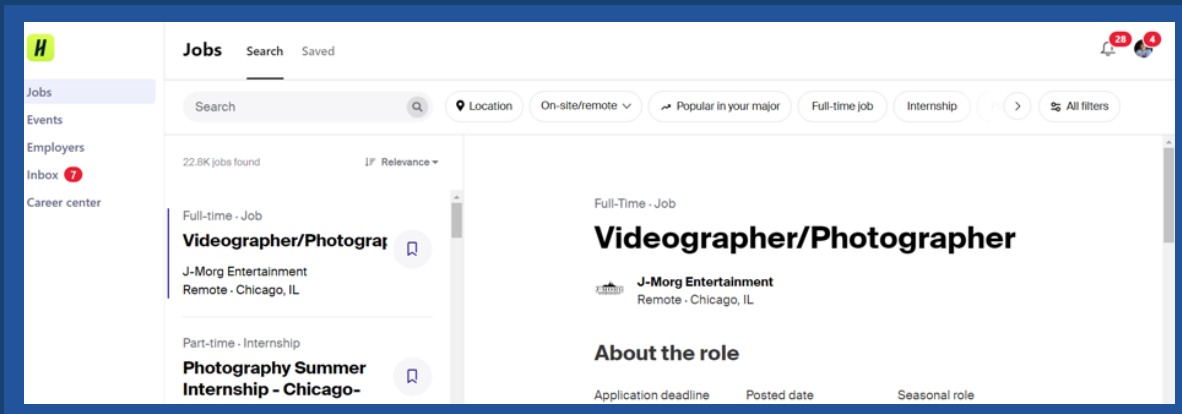 H
Jobs Search Saved
28
4
Jobs
Events
Employers
Inbox 7
Career center
Search
Location
On-site/remote
Popular in your major
Full-time job
Internship
All filters
22.8K jobs found
Relevance
Full-time · Job
Videographer/Photograp
J-Morg Entertainment
Remote · Chicago, IL
Part-time · Internship
Photography Summer
Internship - Chicago-
Full-Time · Job
Videographer/Photographer
J-Morg Entertainment
Remote · Chicago, IL
About the role
Application deadline Posted date Seasonal role